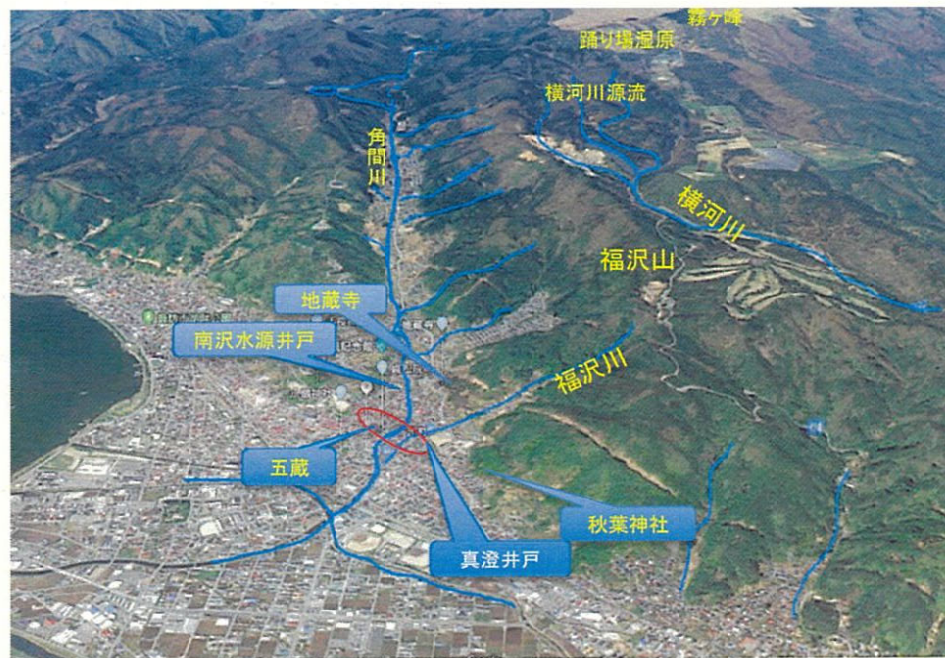 霧ヶ峰
踊り場湿原
横河川源流
角間川
横河川
福沢山
地蔵寺
南沢水源井戸
福沢川
五蔵
秋葉神社
真澄井戸